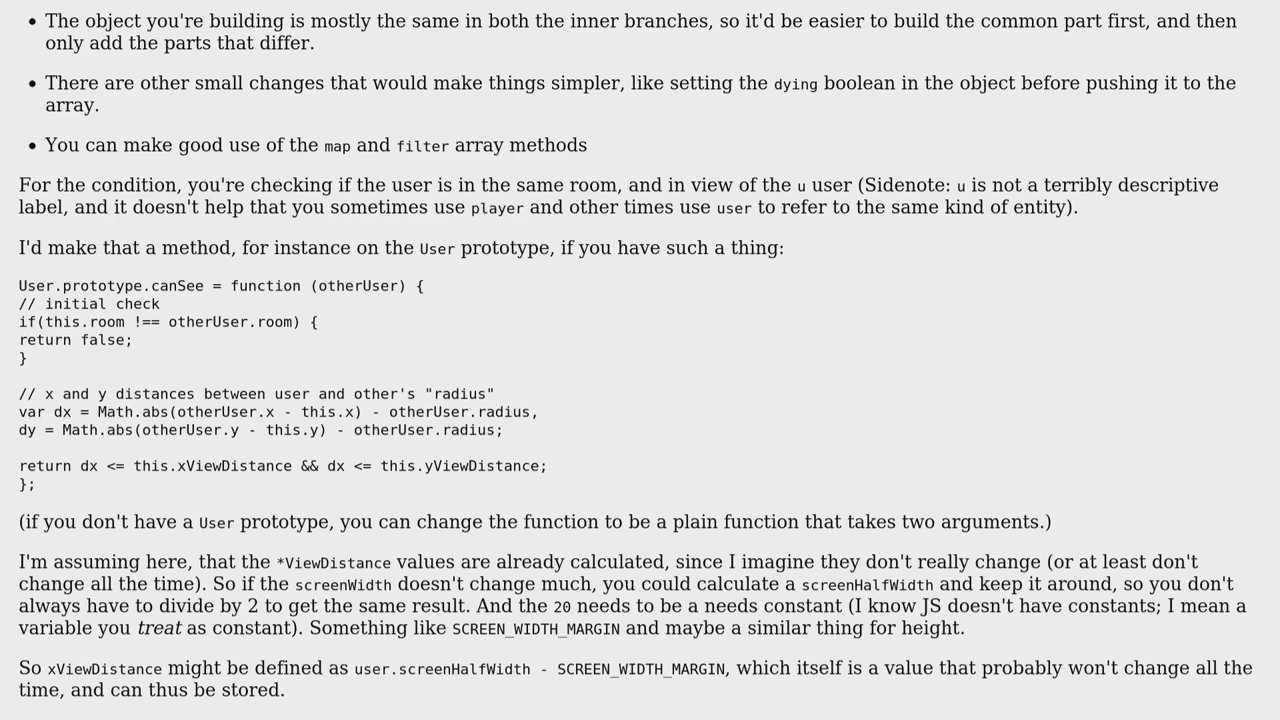 • The object you're building is mostly the same in both the inner branches, so it'd be easier to build the common part first, and then
only add the parts that differ.
• There are other small changes that would make things simpler, like setting the dying boolean in the object before pushing it to the
array.
• You can make good use of the map and filter array methods
For the condition, you're checking if the user is in the same room, and in view of the u user (Sidenote: u is not a terribly descriptive
label, and it doesn't help that you sometimes use player and other times use user to refer to the same kind of entity).
I'd make that a method, for instance on the User prototype, if you have such a thing:
User.prototype.canSee = function (otherUser) {
// initial check
if(this.room !== otherUser.room) {
return false;
}
// x and y distances between user and other's "radius"
var dx = Math.abs(otherUser.x - this.x) - otherUser.radius,
dy = Math.abs(otherUser.y - this.y) - otherUser.radius;
return dx <= this.xViewDistance && dx <= this.yViewDistance;
};
(if you don't have a User prototype, you can change the function to be a plain function that takes two arguments.)
I'm assuming here, that the *ViewDistance values are already calculated, since I imagine they don't really change (or at least don't
change all the time). So if the screenWidth doesn't change much, you could calculate a screenHalfWidth and keep it around, so you don't
always have to divide by 2 to get the same result. And the 20 needs to be a needs constant (I know JS doesn't have constants; I mean a
variable you treat as constant). Something like SCREEN_WIDTH_MARGIN and maybe a similar thing for height.
So xViewDistance might be defined as user.screenHalfWidth - SCREEN_WIDTH_MARGIN, which itself is a value that probably won't change all the
time, and can thus be stored.